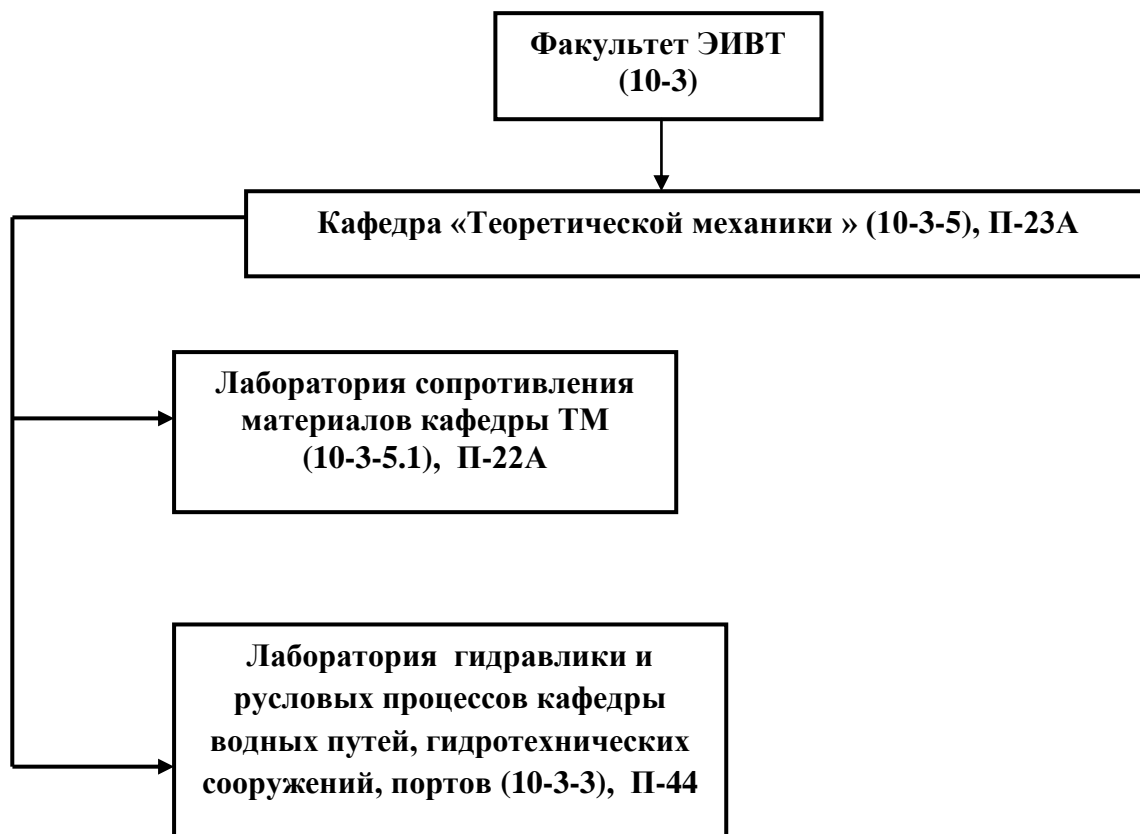 Факультет ЭИВТ
(10-3)
Кафедра «Теоретической механики » (10-3-5), П-23А
Лаборатория сопротивления
материалов кафедры ТМ
(10-3-5.1), П-22А
Лаборатория гидравлики и
русловых процессов кафедры
водных путей, гидротехнических
сооружений, портов (10-3-3), П-44